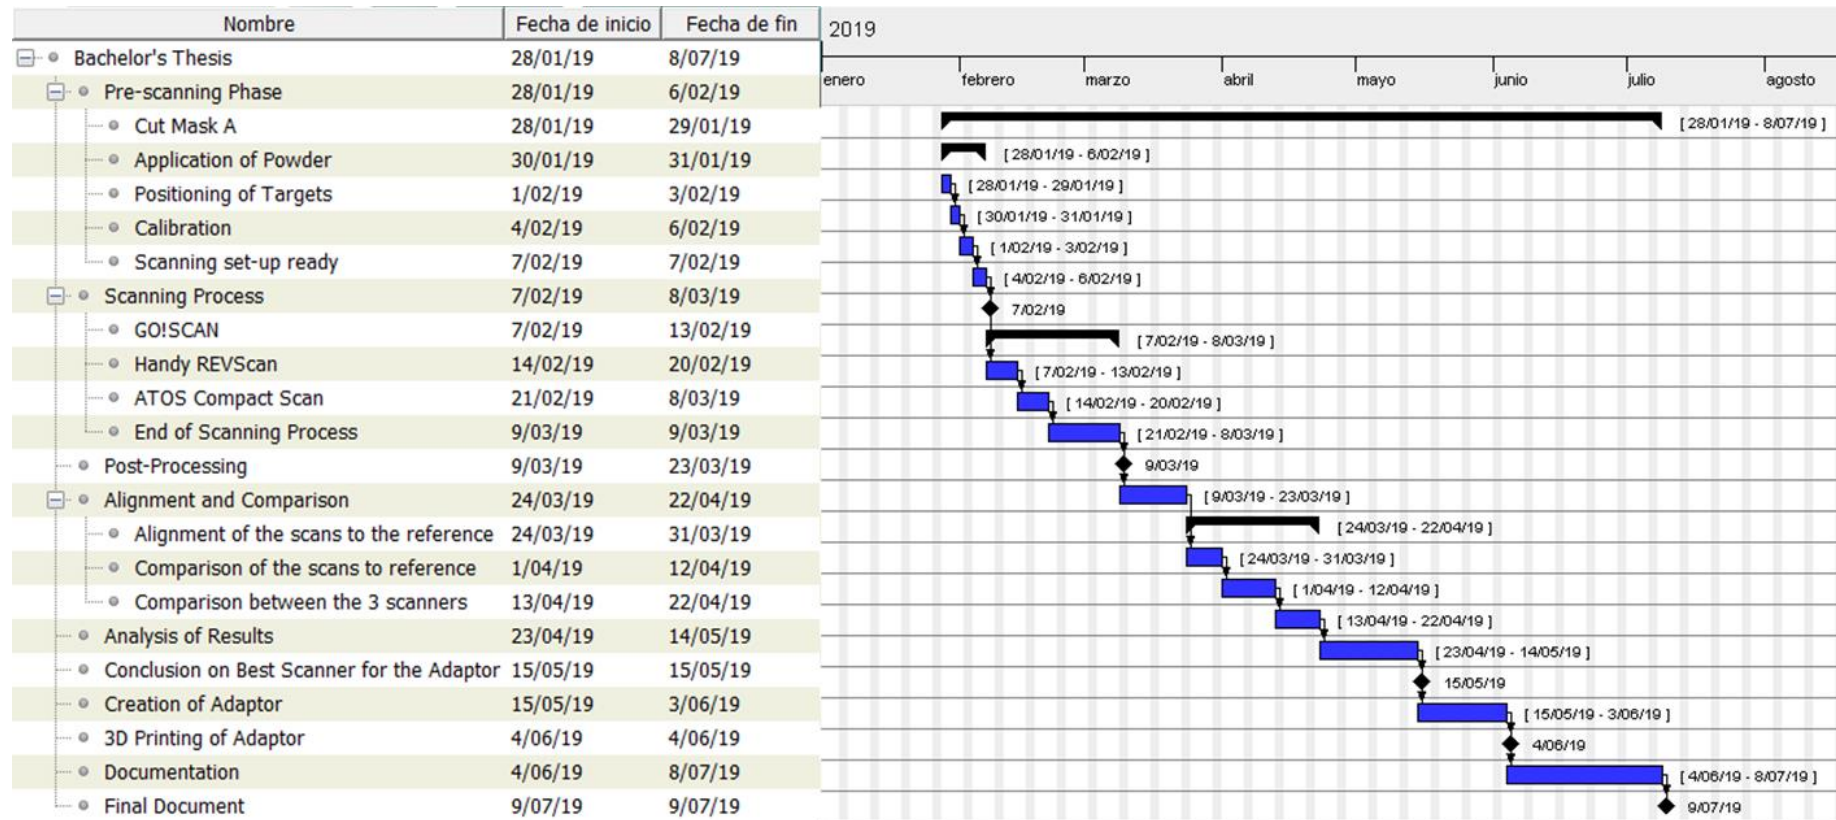 Nombre Fecha de inicio Fecha de fin
Bachelor's Thesis 28/01/19 8/07/19
Pre-scanning Phase 28/01/19 6/02/19
Cut Mask A 28/01/19 29/01/19
Application of Powder 30/01/19 31/01/19
Positioning of Targets 1/02/19 3/02/19
Calibration 4/02/19 6/02/19
Scanning set-up ready 7/02/19 7/02/19
Scanning Process 7/02/19 8/03/19
GO!SCAN 7/02/19 13/02/19
Handy REVScan 14/02/19 20/02/19
ATOS Compact Scan 21/02/19 8/03/19
End of Scanning Process 9/03/19 9/03/19
Post-Processing 9/03/19 23/03/19
Alignment and Comparison 24/03/19 22/04/19
Alignment of the scans to the reference 24/03/19 31/03/19
Comparison of the scans to reference 1/04/19 12/04/19
Comparison between the 3 scanners 13/04/19 22/04/19
Analysis of Results 23/04/19 14/05/19
Conclusion on Best Scanner for the Adaptor 15/05/19 15/05/19
Creation of Adaptor 15/05/19 3/06/19
3D Printing of Adaptor 4/06/19 4/06/19
Documentation 4/06/19 8/07/19
Final Document 9/07/19 9/07/19
2019
enero febrero marzo abril mayo junio julio agosto
[ 28/01/19 - 8/07/19 ]
[ 28/01/19 - 6/02/19 ]
[ 28/01/19 - 29/01/19 ]
[ 30/01/19 - 31/01/19 ]
[ 1/02/19 - 3/02/19 ]
[ 4/02/19 - 6/02/19 ]
7/02/19
[ 7/02/19 - 8/03/19 ]
[ 7/02/19 - 13/02/19 ]
[ 14/02/19 - 20/02/19 ]
[ 21/02/19 - 8/03/19 ]
9/03/19
[ 9/03/19 - 23/03/19 ]
[ 24/03/19 - 22/04/19 ]
[ 24/03/19 - 31/03/19 ]
[ 1/04/19 - 12/04/19 ]
[ 13/04/19 - 22/04/19 ]
[ 23/04/19 - 14/05/19 ]
15/05/19
[ 15/05/19 - 3/06/19 ]
4/06/19
[ 4/06/19 - 8/07/19 ]
9/07/19